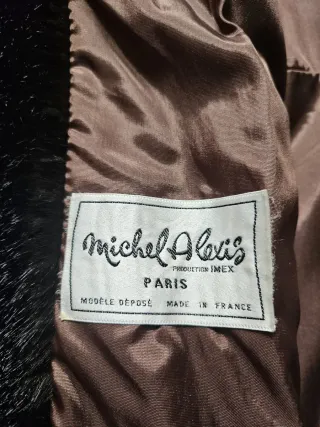 Michel Alexis
PRODUCTION IMEX
PARIS
MODÈLE DÉPOSÉ MADE IN FRANCE